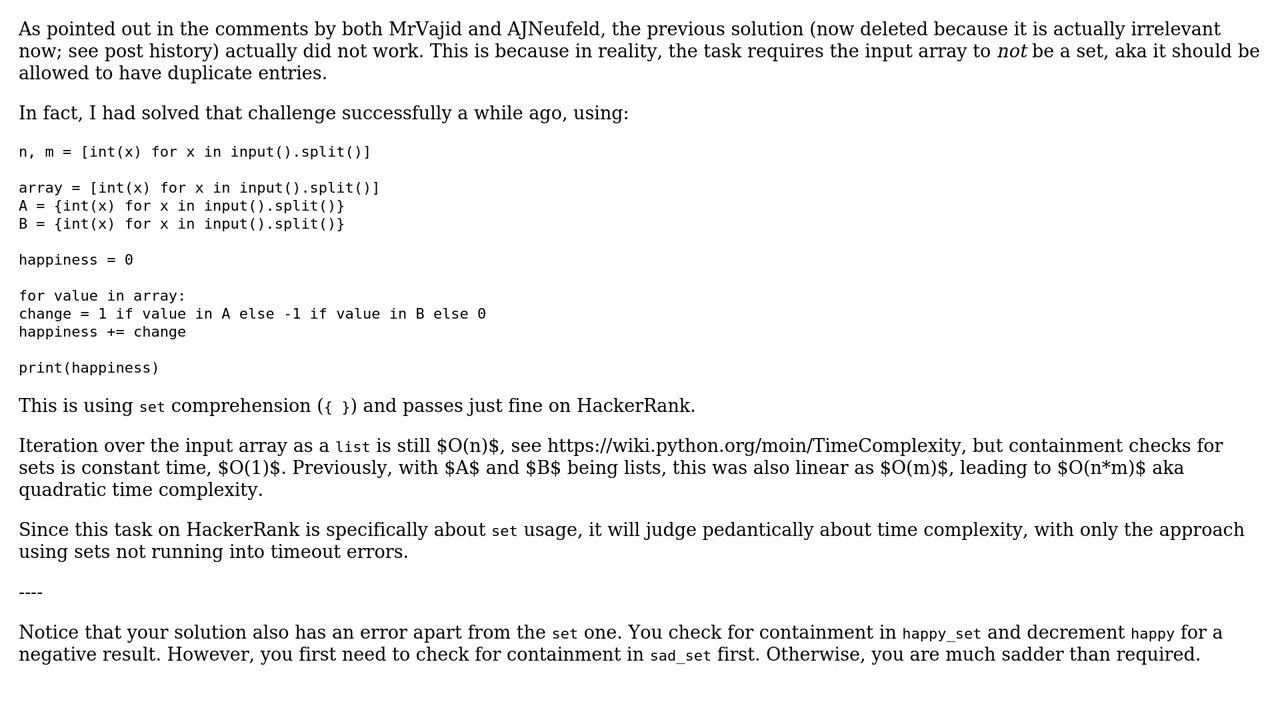 As pointed out in the comments by both MrVajid and AJNeufeld, the previous solution (now deleted because it is actually irrelevant
now; see post history) actually did not work. This is because in reality, the task requires the input array to not be a set, aka it should be
allowed to have duplicate entries.
In fact, I had solved that challenge successfully a while ago, using:
n, m = [int(x) for x in input().split()]
array = [int(x) for x in input().split()]
A = {int(x) for x in input().split()}
B = {int(x) for x in input().split()}
happiness = 0
for value in array:
change = 1 if value in A else -1 if value in B else 0
happiness += change
print(happiness)
This is using set comprehension ({ }) and passes just fine on HackerRank.
Iteration over the input array as a list is still $O(n)$, see https://wiki.python.org/moin/TimeComplexity, but containment checks for
sets is constant time, $O(1)$. Previously, with $A$ and $B$ being lists, this was also linear as $O(m)$, leading to $O(n*m)$ aka
quadratic time complexity.
Since this task on HackerRank is specifically about set usage, it will judge pedantically about time complexity, with only the approach
using sets not running into timeout errors.
----
Notice that your solution also has an error apart from the set one. You check for containment in happy_set and decrement happy for a
negative result. However, you first need to check for containment in sad_set first. Otherwise, you are much sadder than required.